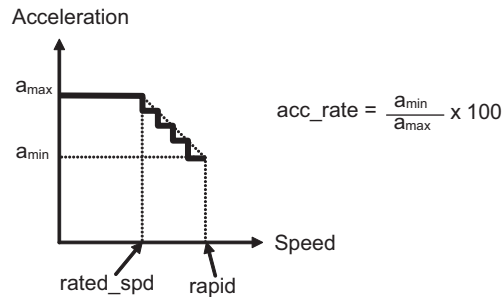 Acceleration
amax
acc_rate = amin / amax x 100
amin
Speed
rated_spd
rapid